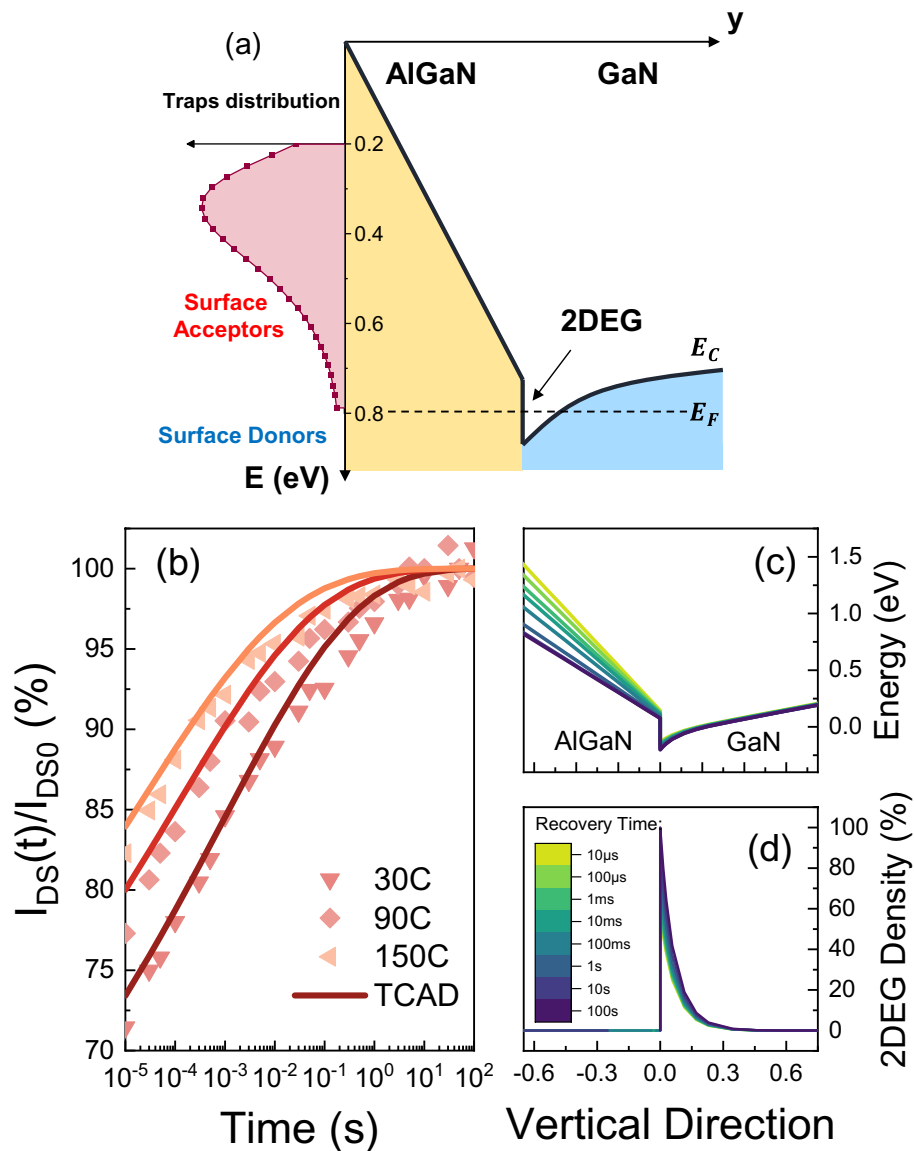 (a)
y
AlGaN
GaN
Traps distribution
0.2
0.4
Surface
Acceptors
0.6
2DEG
E_C
0.8
E_F
Surface Donors
E (eV)
(b)
I_DS(t)/I_DS0 (%)
100
95
90
85
80
75
70
30C
90C
150C
TCAD
10^-5 10^-4 10^-3 10^-2 10^-1 10^0 10^1 10^2
Time (s)
(c)
1.5
1.0
0.5
0.0
Energy (eV)
AlGaN
GaN
(d)
Recovery Time:
10µs
100µs
1ms
10ms
100ms
1s
10s
100s
100
80
60
40
20
0
2DEG Density (%)
-0.6 -0.3 0.0 0.3 0.6
Vertical Direction